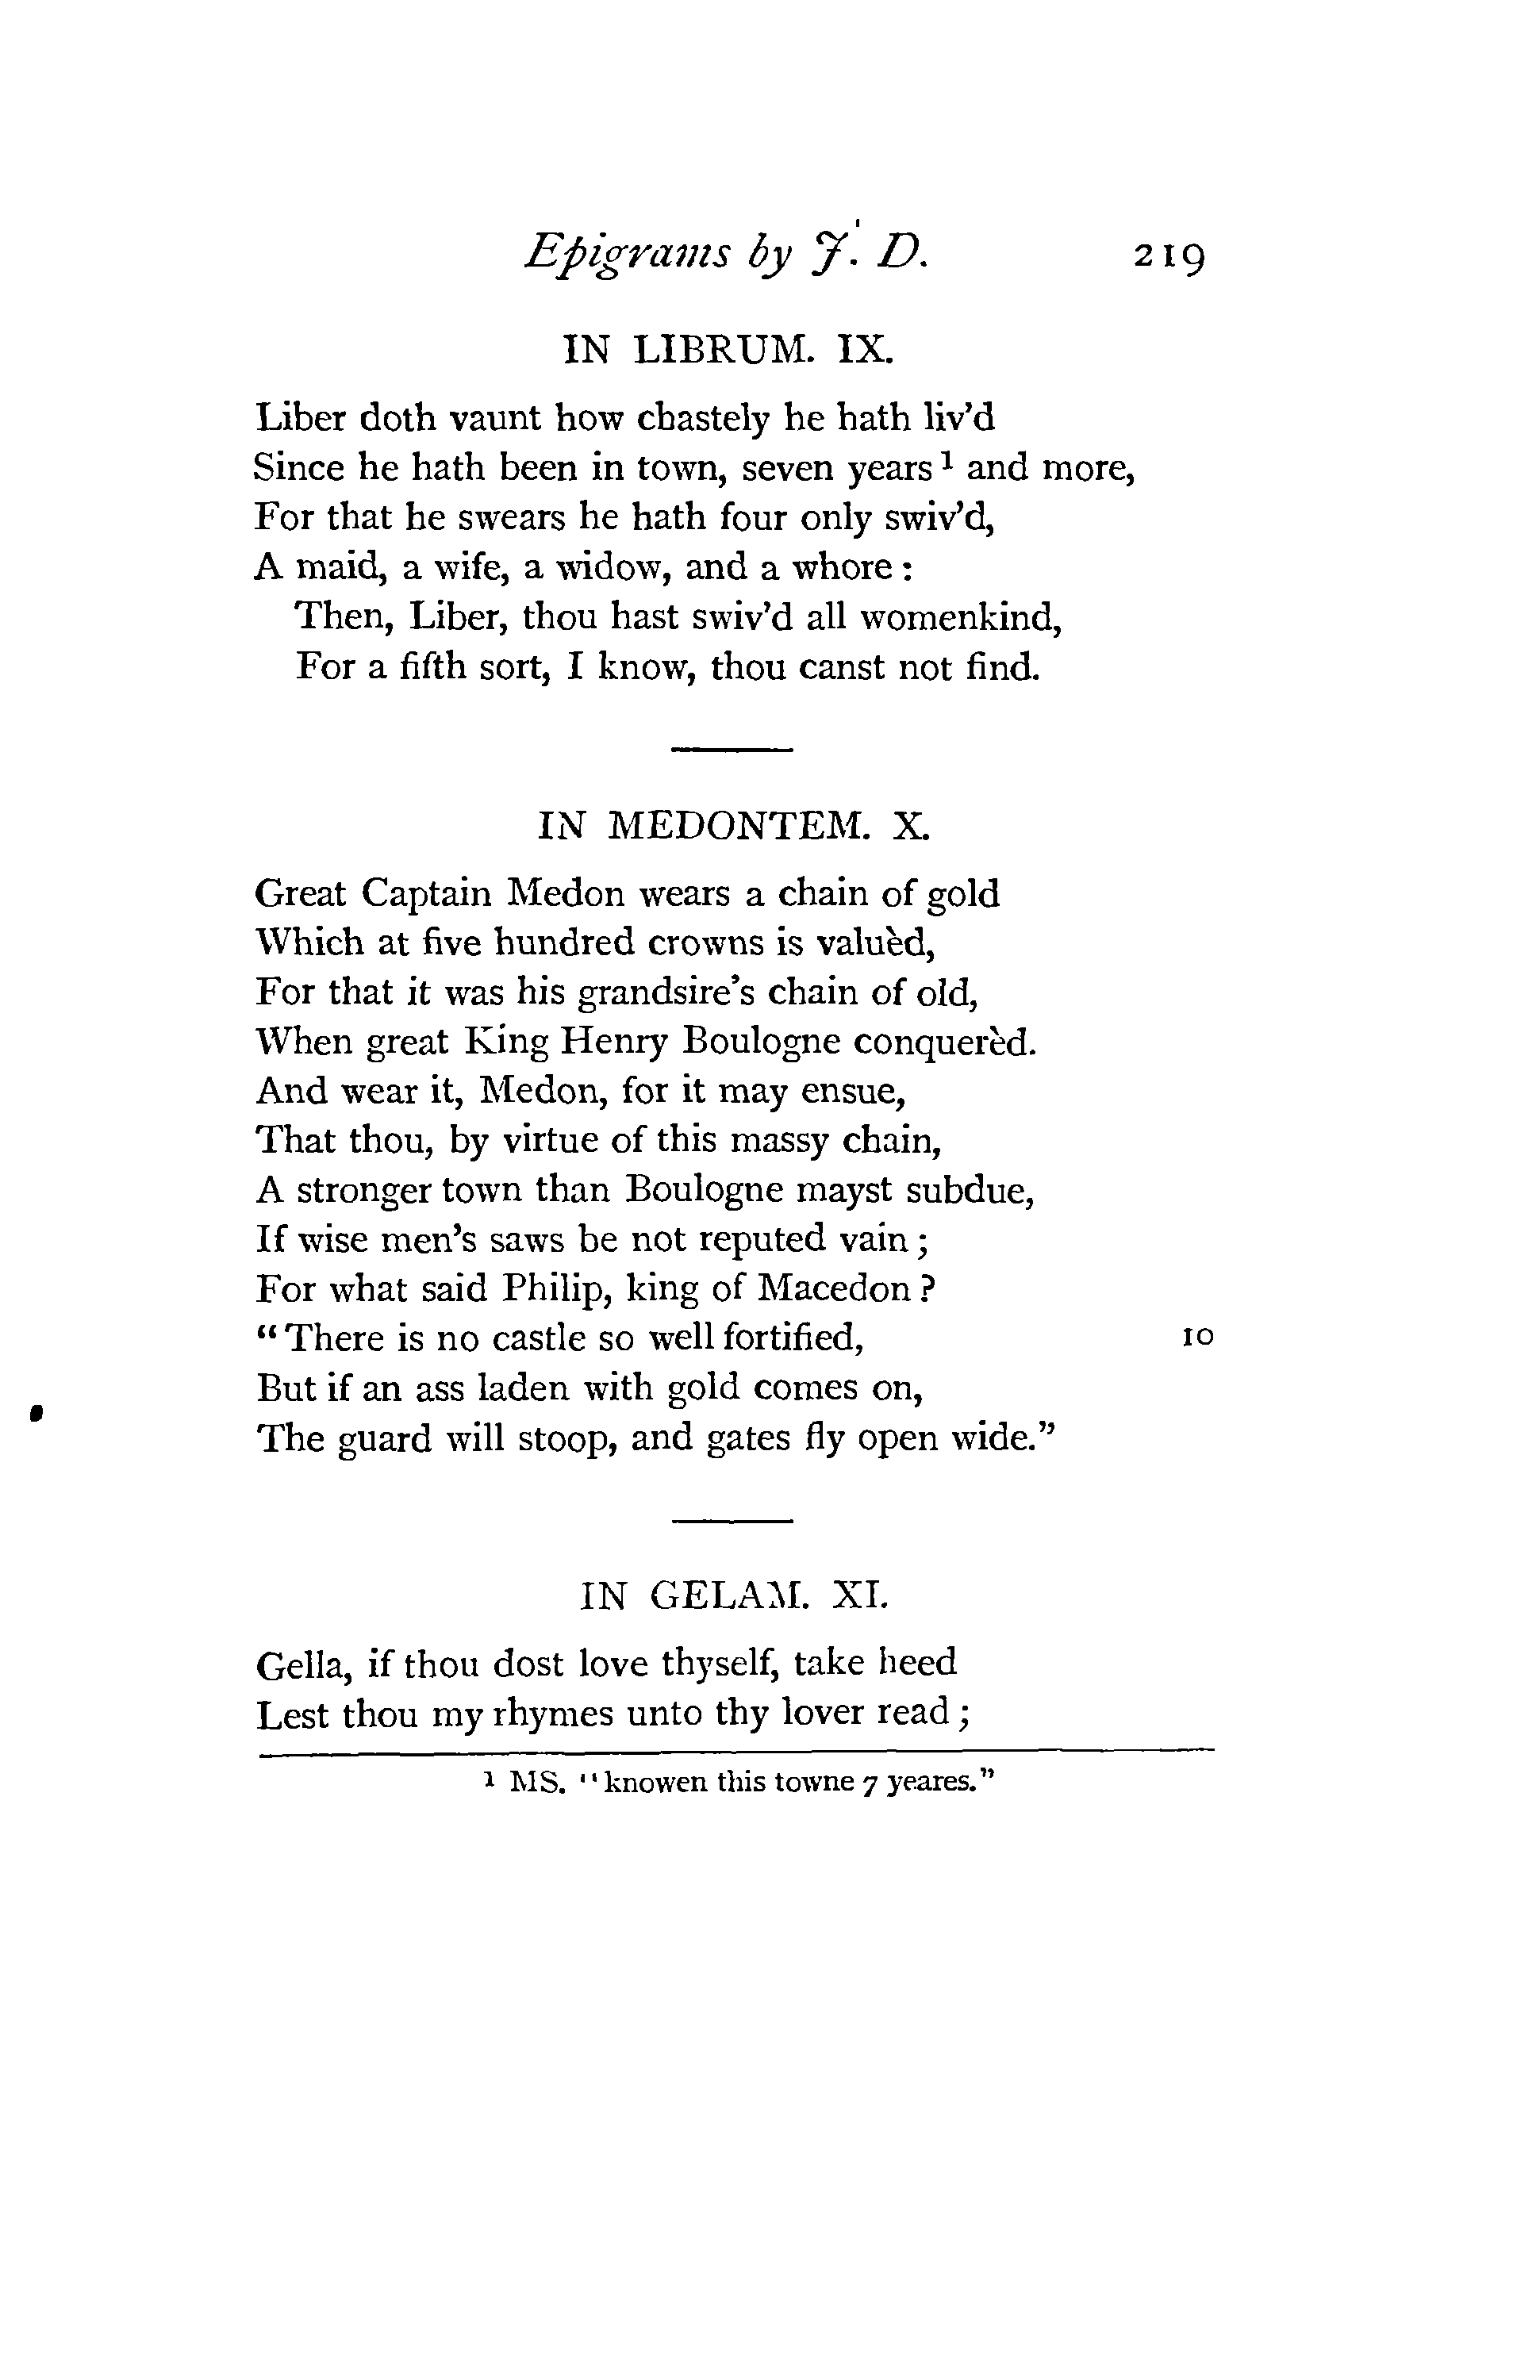 Epigrams by J. D. 219
IN LIBRUM. IX.
Liber doth vaunt how chastely he hath liv'd
Since he hath been in town, seven years ¹ and more,
For that he swears he hath four only swiv'd,
A maid, a wife, a widow, and a whore :
Then, Liber, thou hast swiv'd all womenkind,
For a fifth sort, I know, thou canst not find.
IN MEDONTEM. X.
Great Captain Medon wears a chain of gold
Which at five hundred crowns is valuèd,
For that it was his grandsire's chain of old,
When great King Henry Boulogne conquerèd.
And wear it, Medon, for it may ensue,
That thou, by virtue of this massy chain,
A stronger town than Boulogne mayst subdue,
If wise men's saws be not reputed vain ;
For what said Philip, king of Macedon ?
“There is no castle so well fortified, 10
But if an ass laden with gold comes on,
The guard will stoop, and gates fly open wide.”
IN GELAM. XI.
Gella, if thou dost love thyself, take heed
Lest thou my rhymes unto thy lover read ;
¹ MS. “knowen this towne 7 yeares.”